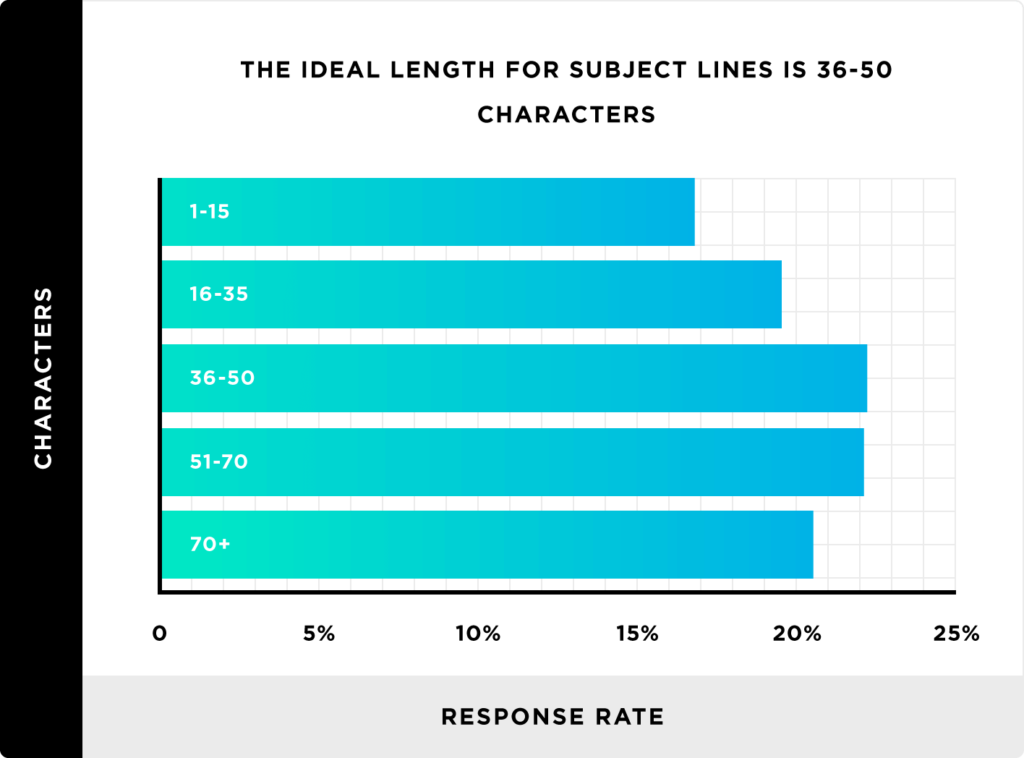 THE IDEAL LENGTH FOR SUBJECT LINES IS 36-50
CHARACTERS
CHARACTERS
1-15
16-35
36-50
51-70
70+
0 5% 10% 15% 20% 25%
RESPONSE RATE